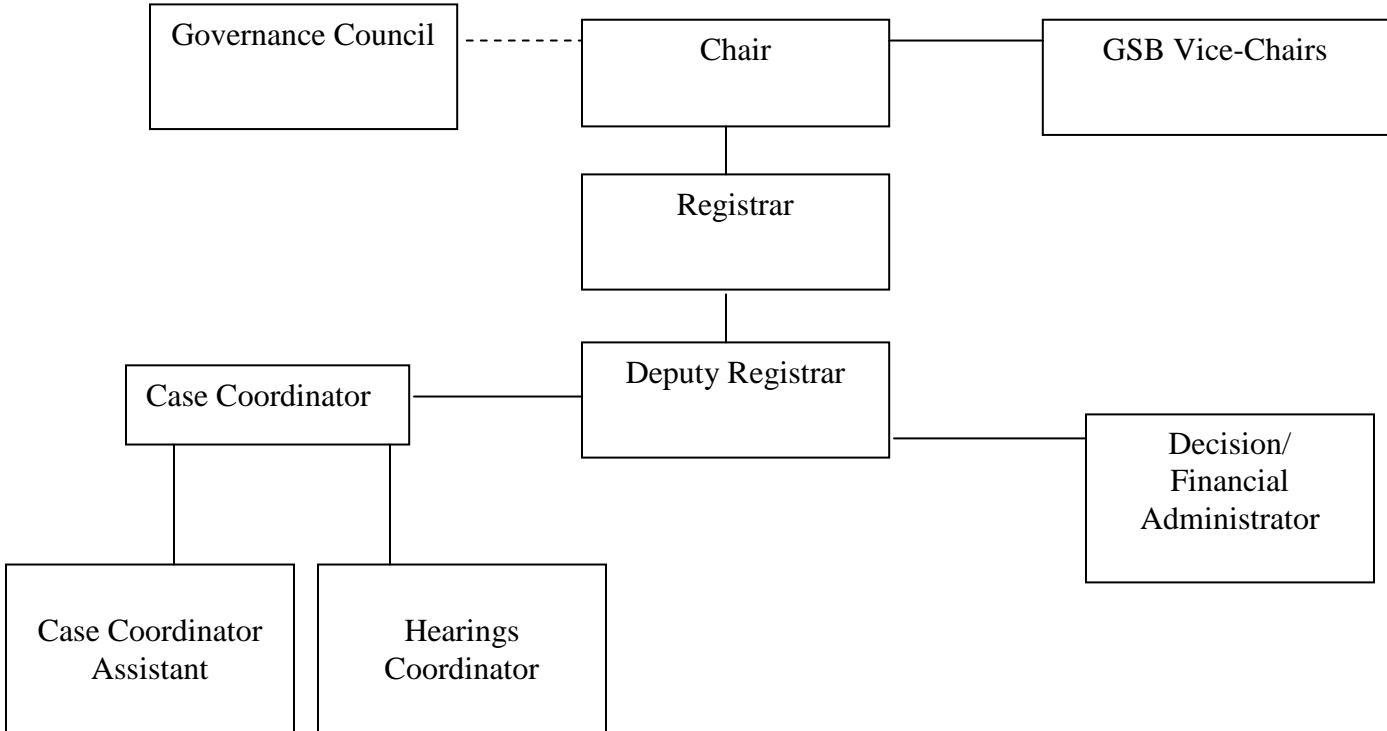 Governance Council
Chair
GSB Vice-Chairs
Registrar
Deputy Registrar
Case Coordinator
Decision/
Financial
Administrator
Case Coordinator
Assistant
Hearings
Coordinator